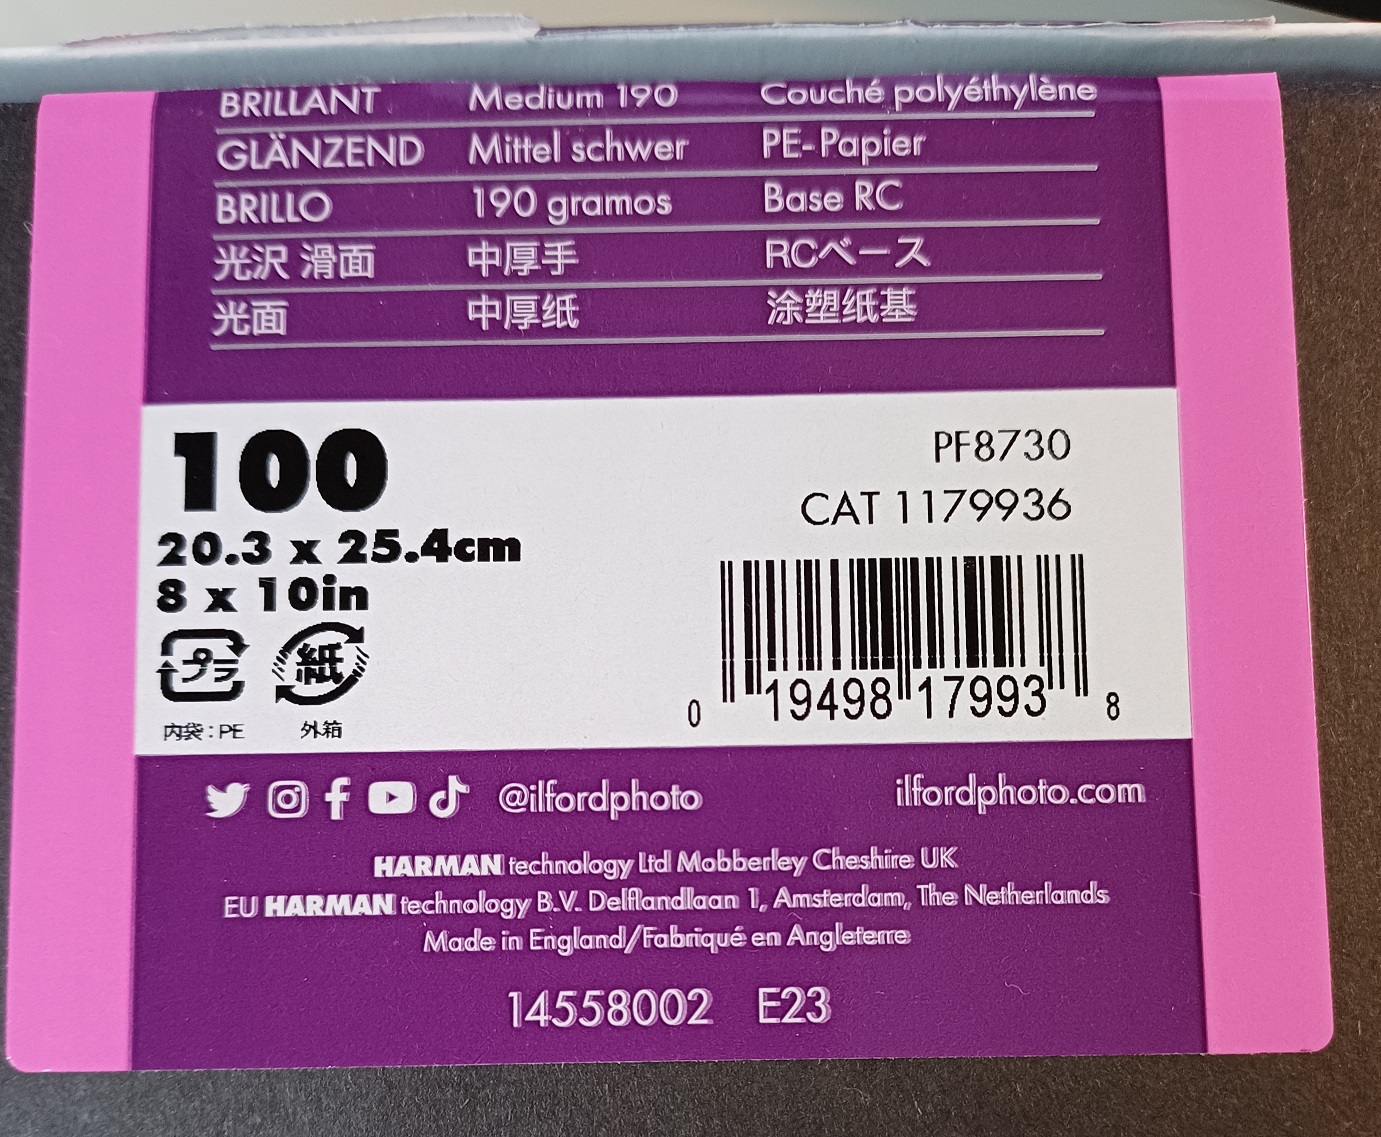 BRILLANT Medium 190 Couché polyéthylène
GLÄNZEND Mittel schwer PE-Papier
BRILLO 190 gramos Base RC
光沢 滑面 中厚手 RCベース
光面 中厚纸 涂塑纸基
100
PF8730
20.3 x 25.4cm
CAT 1179936
8 x 10in
プラ 紙
内袋：PE 外箱
0 19498 17993 8
@ilfordphoto ilfordphoto.com
HARMAN technology Ltd Mobberley Cheshire UK
EU HARMAN technology B.V. Delflandlaan 1, Amsterdam, The Netherlands
Made in England/Fabriqué en Angleterre
14558002 E23